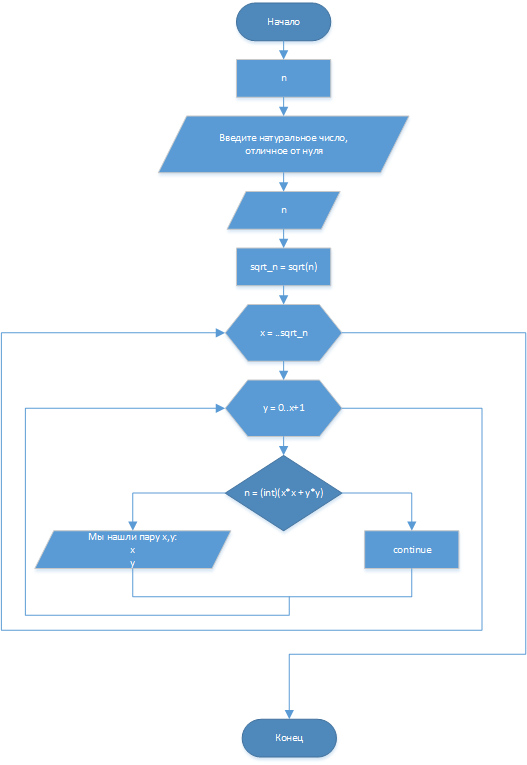 Начало
n
Введите натуральное число,
отличное от нуля
n
sqrt_n = sqrt(n)
x = ..sqrt_n
y = 0..x+1
n = (int)(x*x + y*y)
Мы нашли пару x,y:
x
y
continue
Конец